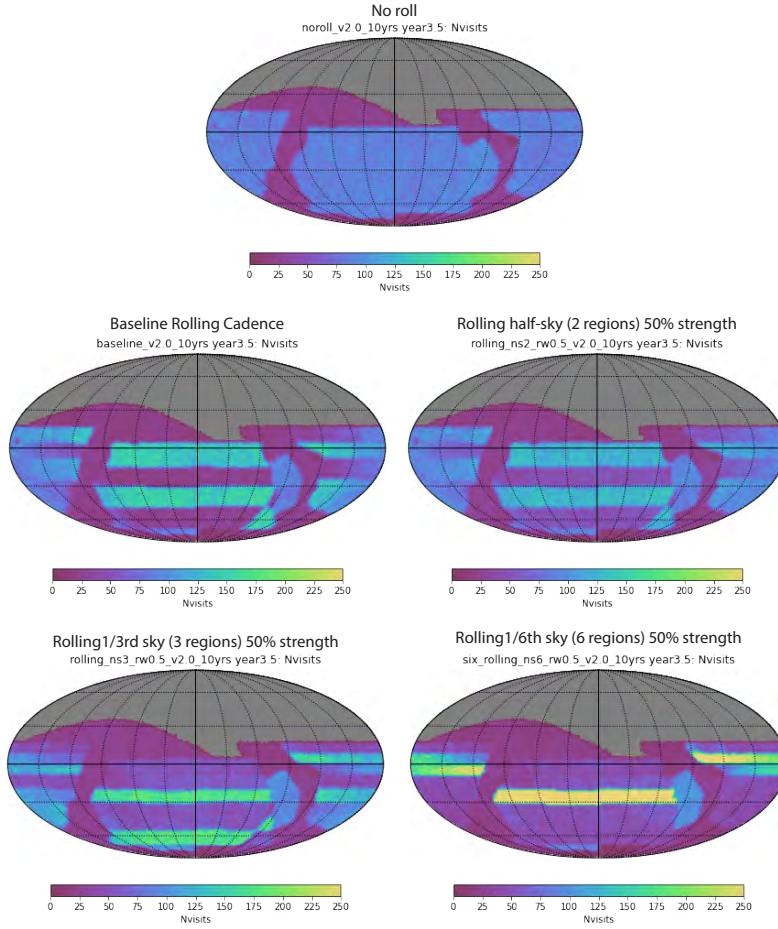 No roll
noroll_v2.0_10yrs year3.5: Nvisits
0 25 50 75 100 125 150 175 200 225 250
Nvisits
Baseline Rolling Cadence
baseline_v2.0_10yrs year3.5: Nvisits
0 25 50 75 100 125 150 175 200 225 250
Nvisits
Rolling half-sky (2 regions) 50% strength
rolling_ns2_rw0.5_v2.0_10yrs year3.5: Nvisits
0 25 50 75 100 125 150 175 200 225 250
Nvisits
Rolling1/3rd sky (3 regions) 50% strength
rolling_ns3_rw0.5_v2.0_10yrs year3.5: Nvisits
0 25 50 75 100 125 150 175 200 225 250
Nvisits
Rolling1/6th sky (6 regions) 50% strength
six_rolling_ns6_rw0.5_v2.0_10yrs year3.5: Nvisits
0 25 50 75 100 125 150 175 200 225 250
Nvisits